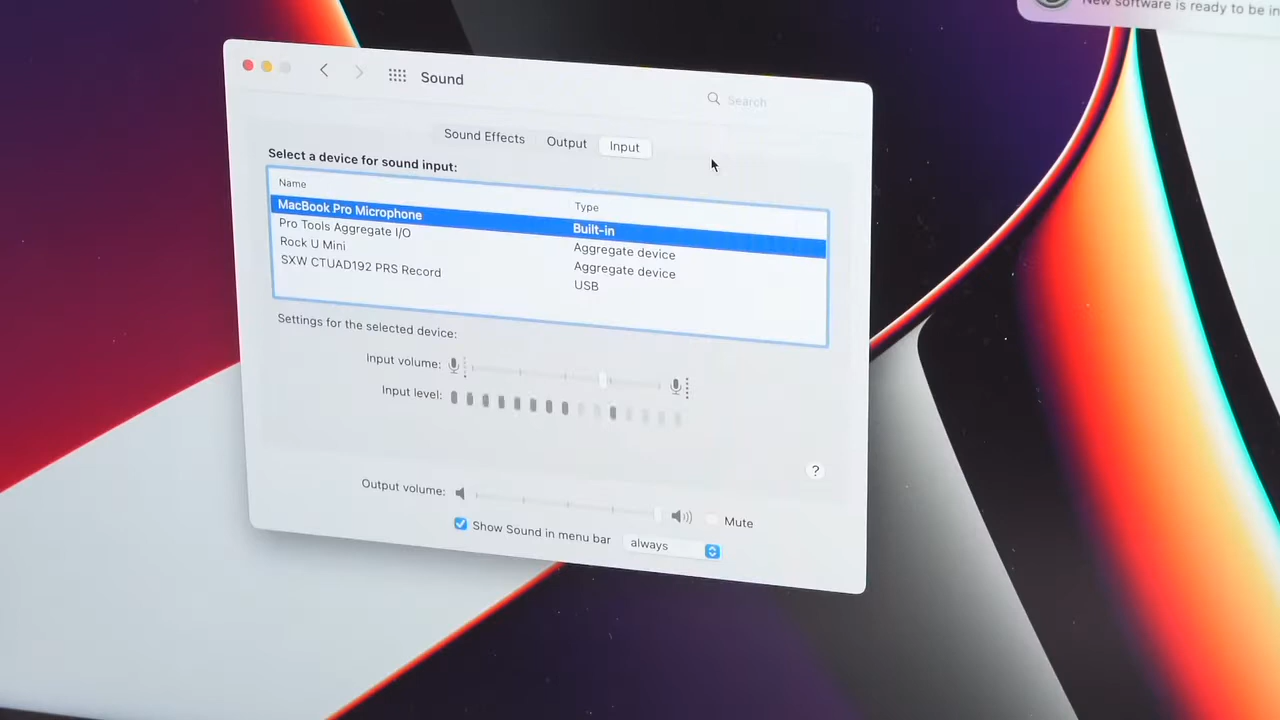 New software is ready to be in
Sound
Search
Sound Effects Output Input
Select a device for sound input:
Name Type
MacBook Pro Microphone Built-in
Pro Tools Aggregate I/O Aggregate device
Rock U Mini Aggregate device
SXW CTUAD192 PRS Record USB
Settings for the selected device:
Input volume:
Input level:
?
Output volume: Mute
Show Sound in menu bar always